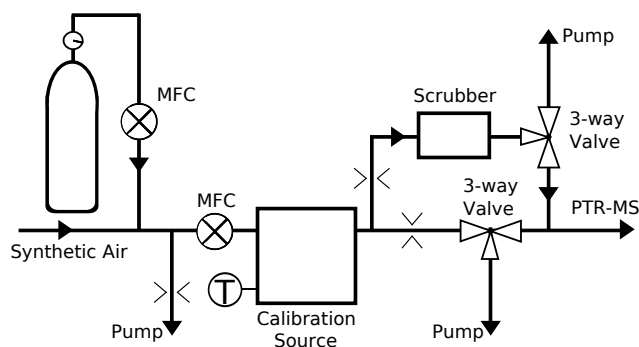 Pump
MFC
Scrubber
3-way
Valve
MFC
3-way
Valve
PTR-MS
Synthetic Air
T
Pump
Calibration
Source
Pump